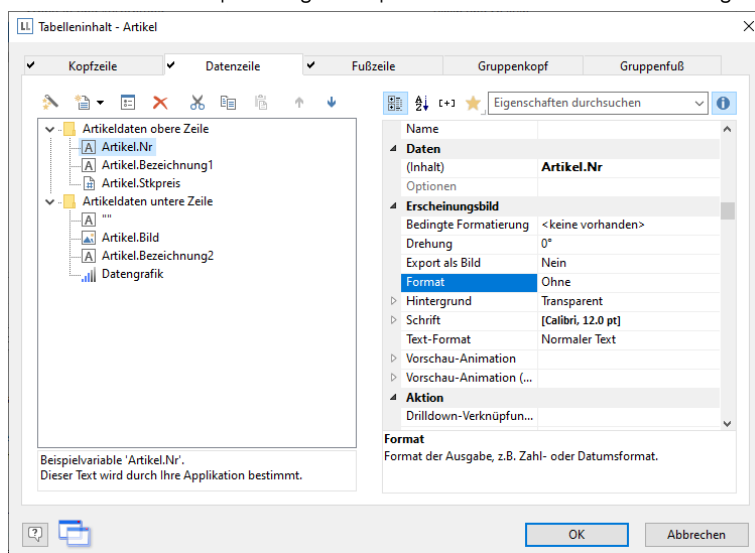 LL Tabelleninhalt - Artikel
Kopfzeile
Datenzeile
Fußzeile
Gruppenkopf
Gruppenfuß
Eigenschaften durchsuchen
Artikeldaten obere Zeile
Artikel.Nr
Artikel.Bezeichnung1
Artikel.Stkpreis
Artikeldaten untere Zeile
""
Artikel.Bild
Artikel.Bezeichnung2
Datengrafik
Beispielvariable 'Artikel.Nr'.
Dieser Text wird durch Ihre Applikation bestimmt.
Name
Daten
(Inhalt) Artikel.Nr
Optionen
Erscheinungsbild
Bedingte Formatierung <keine vorhanden>
Drehung 0°
Export als Bild Nein
Format Ohne
Hintergrund Transparent
Schrift [Calibri, 12.0 pt]
Text-Format Normaler Text
Vorschau-Animation
Vorschau-Animation (...
Aktion
Drilldown-Verknüpfun...
Format
Format der Ausgabe, z.B. Zahl- oder Datumsformat.
OK
Abbrechen